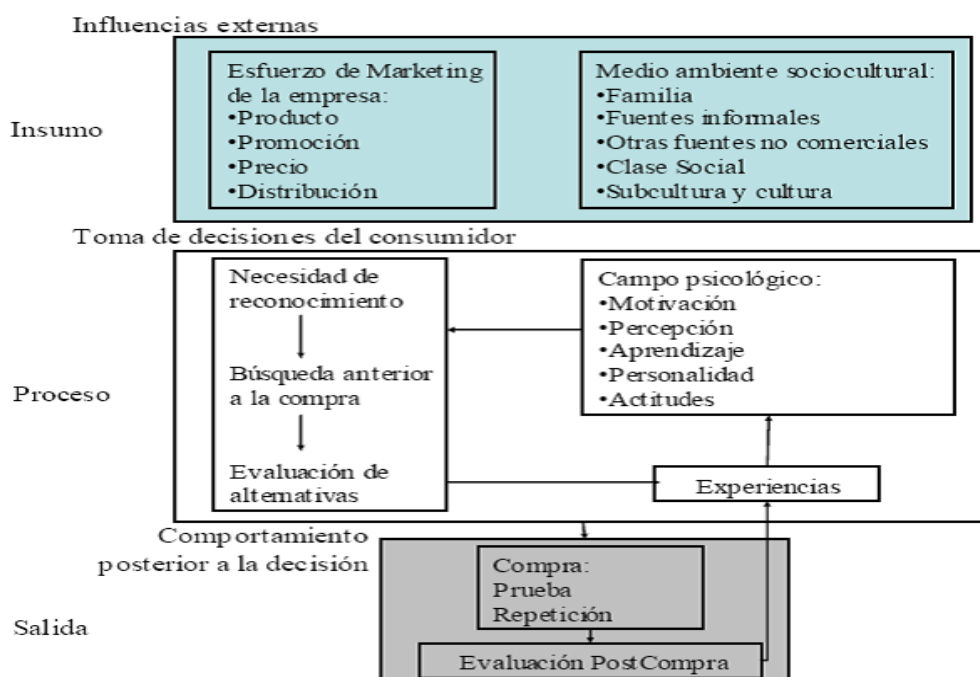 Influencias externas
Insumo
Esfuerzo de Marketing
de la empresa:
•Producto
•Promoción
•Precio
•Distribución
Medio ambiente sociocultural:
•Familia
•Fuentes informales
•Otras fuentes no comerciales
•Clase Social
•Subcultura y cultura
Toma de decisiones del consumidor
Proceso
Necesidad de
reconocimiento
Búsqueda anterior
a la compra
Evaluación de
alternativas
Campo psicológico:
•Motivación
•Percepción
•Aprendizaje
•Personalidad
•Actitudes
Experiencias
Comportamiento
posterior a la decisión
Salida
Compra:
Prueba
Repetición
Evaluación PostCompra